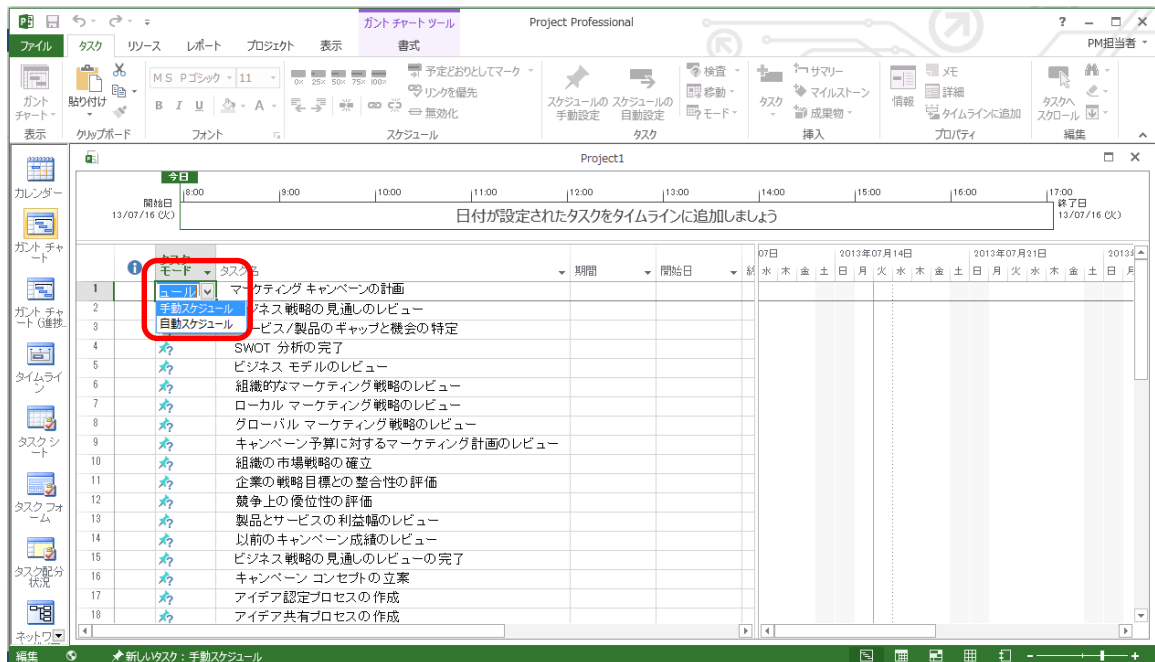 ガント チャート ツール
Project Professional
?
ファイル
タスク
リソース
レポート
プロジェクト
表示
書式
PM担当者
ガント チャート
貼り付け
MS Pゴシック
11
B I U A
0× 25× 50× 75× 100×
予定どおりとしてマーク
リンクを優先
無効化
スケジュールの 手動設定
スケジュールの 自動設定
検査
移動
モード
タスク
サマリー
マイルストーン
成果物
情報
メモ
詳細
タイムラインに追加
タスクへ スクロール
表示
クリップボード
フォント
スケジュール
タスク
挿入
プロパティ
編集
Project1
今日
8:00 9:00 10:00 11:00 12:00 13:00 14:00 15:00 16:00 17:00
開始日
13/07/16 (火)
日付が設定されたタスクをタイムラインに追加しましょう
終了日
13/07/16 (火)
カレンダー
ガント チャート
ガント チャート (進捗
タイムライン
タスク シート
タスク フォーム
タスク配分状況
ネットワ
タスク モード
タスク名
期間
開始日
07日
2013年07月14日
2013年07月21日
水 木 金 土 日 月 火 水 木 金 土 日 月 火 水 木 金 土 日
1 ュール マーケティング キャンペーンの計画
手動スケジュール
自動スケジュール
2 ジネス戦略の見通しのレビュー
3 ービス/製品のギャップと機会の特定
4 SWOT 分析の完了
5 ビジネス モデルのレビュー
6 組織的なマーケティング戦略のレビュー
7 ローカル マーケティング戦略のレビュー
8 グローバル マーケティング戦略のレビュー
9 キャンペーン予算に対するマーケティング計画のレビュー
10 組織の市場戦略の確立
11 企業の戦略目標との整合性の評価
12 競争上の優位性の評価
13 製品とサービスの利益幅のレビュー
14 以前のキャンペーン成績のレビュー
15 ビジネス戦略の見通しのレビューの完了
16 キャンペーン コンセプトの立案
17 アイデア認定プロセスの作成
18 アイデア共有プロセスの作成
編集
新しいタスク : 手動スケジュール